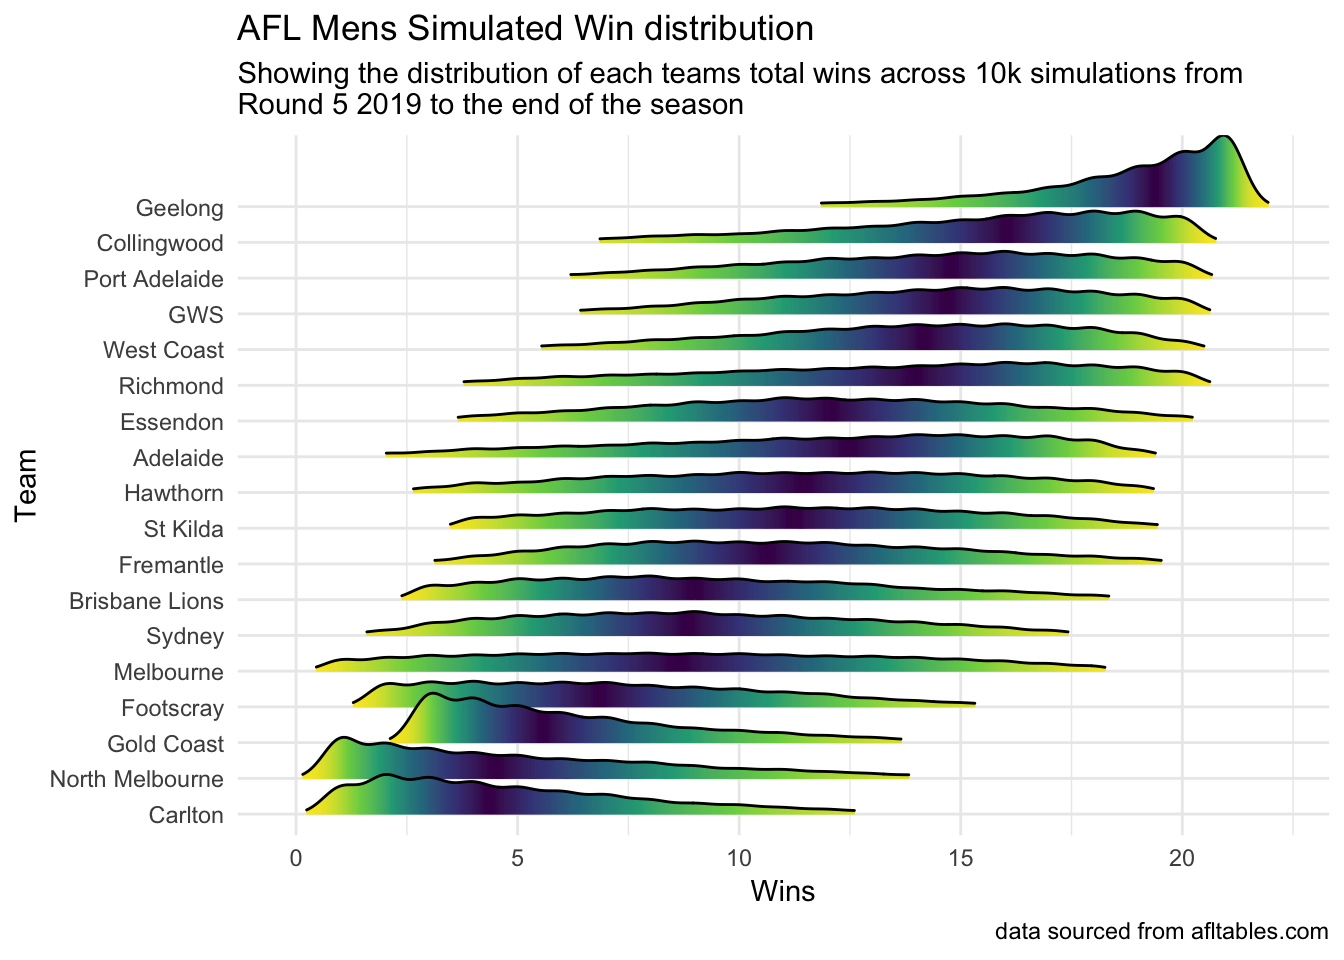 AFL Mens Simulated Win distribution
Showing the distribution of each teams total wins across 10k simulations from
Round 5 2019 to the end of the season
Team
Geelong
Collingwood
Port Adelaide
GWS
West Coast
Richmond
Essendon
Adelaide
Hawthorn
St Kilda
Fremantle
Brisbane Lions
Sydney
Melbourne
Footscray
Gold Coast
North Melbourne
Carlton
0 5 10 15 20
Wins
data sourced from afltables.com